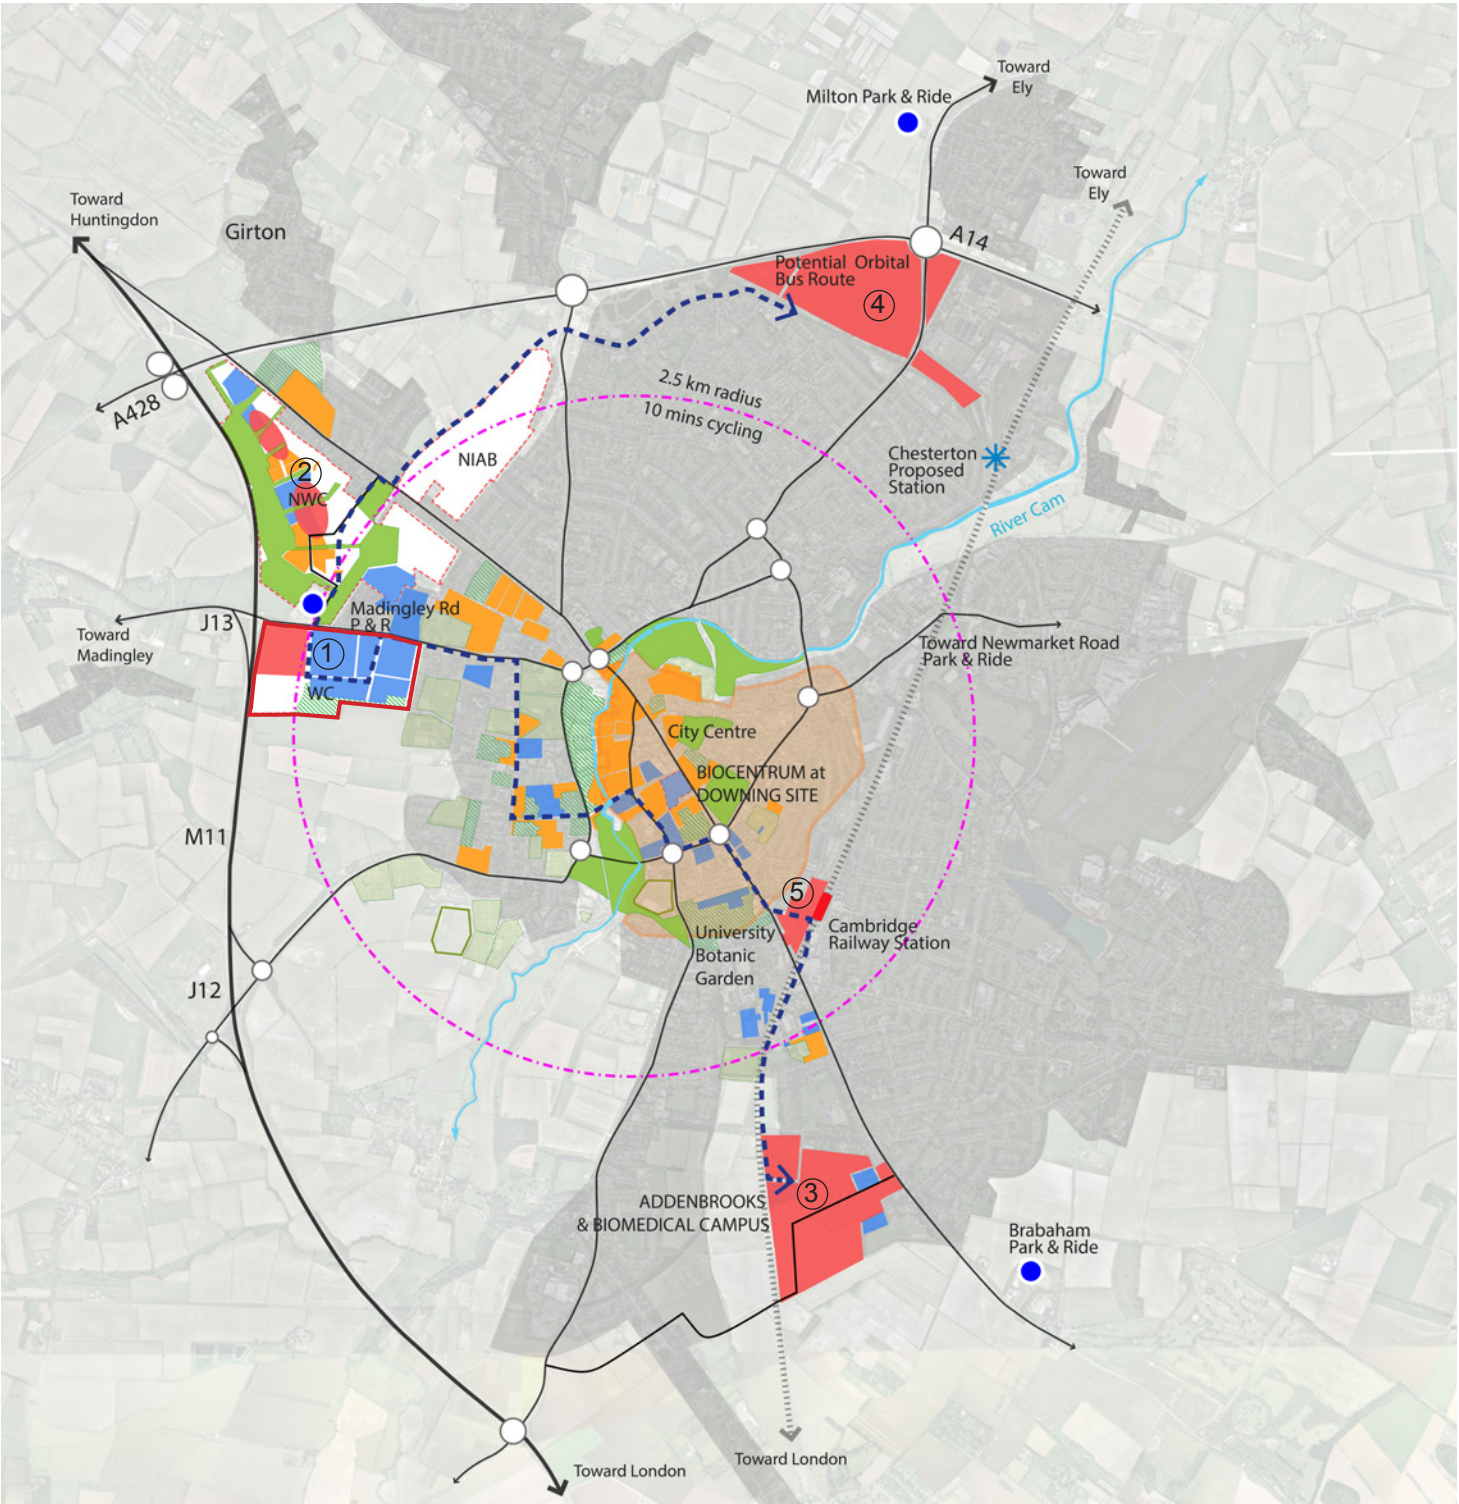 Toward
Ely
Milton Park & Ride
Toward
Ely
Toward
Huntingdon
Girton
A14
Potential Orbital
Bus Route
4
2.5 km radius
10 mins cycling
A428
NIAB
Chesterton
Proposed
Station
2
NWC
River Cam
Madingley Rd
P & R
J13
Toward
Madingley
1
WC
Toward Newmarket Road
Park & Ride
City Centre
BIOCENTRUM at
DOWNING SITE
M11
5
Cambridge
Railway Station
University
Botanic
Garden
J12
ADDENBROOKS
& BIOMEDICAL CAMPUS
3
Brabaham
Park & Ride
Toward London
Toward London